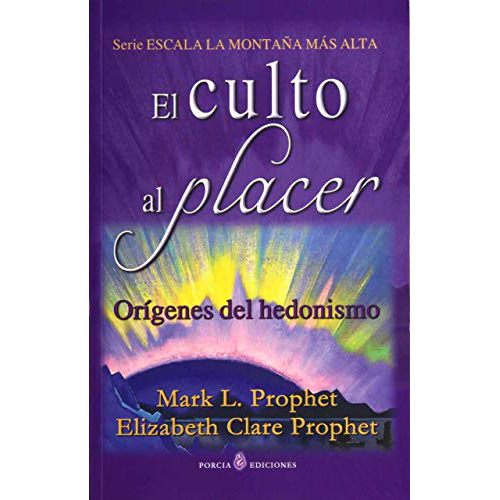 Serie ESCALA LA MONTAÑA MÁS ALTA
El culto
al placer
Orígenes del hedonismo
Mark L. Prophet
Elizabeth Clare Prophet
PORCIA EDICIONES